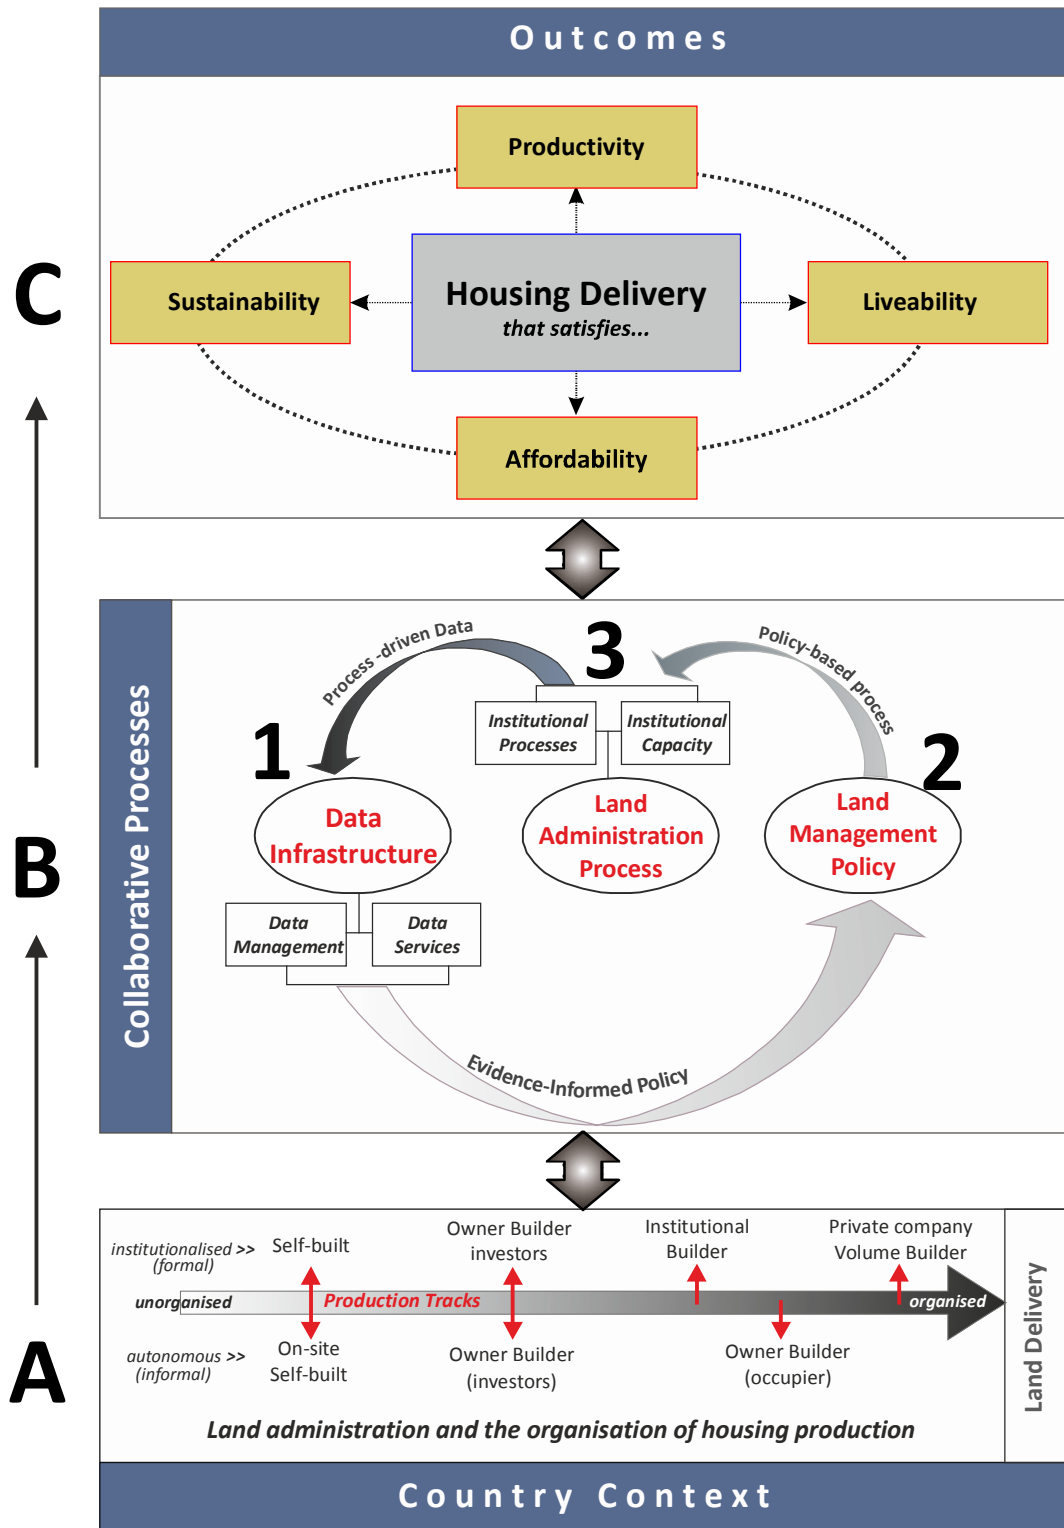 Outcomes
Productivity
C
Sustainability
Housing Delivery
that satisfies...
Liveability
Affordability
Collaborative Processes
Process -driven Data
3
Policy-based process
Institutional
Processes
Institutional
Capacity
1
2
Data
Infrastructure
Land
Administration
Process
Land
Management
Policy
B
Data
Management
Data
Services
Evidence-Informed Policy
institutionalised >>
(formal)
Self-built
Owner Builder
investors
Institutional
Builder
Private company
Volume Builder
unorganised
Production Tracks
organised
autonomous >>
(informal)
On-site
Self-built
Owner Builder
(investors)
Owner Builder
(occupier)
Land Delivery
A
Land administration and the organisation of housing production
Country Context